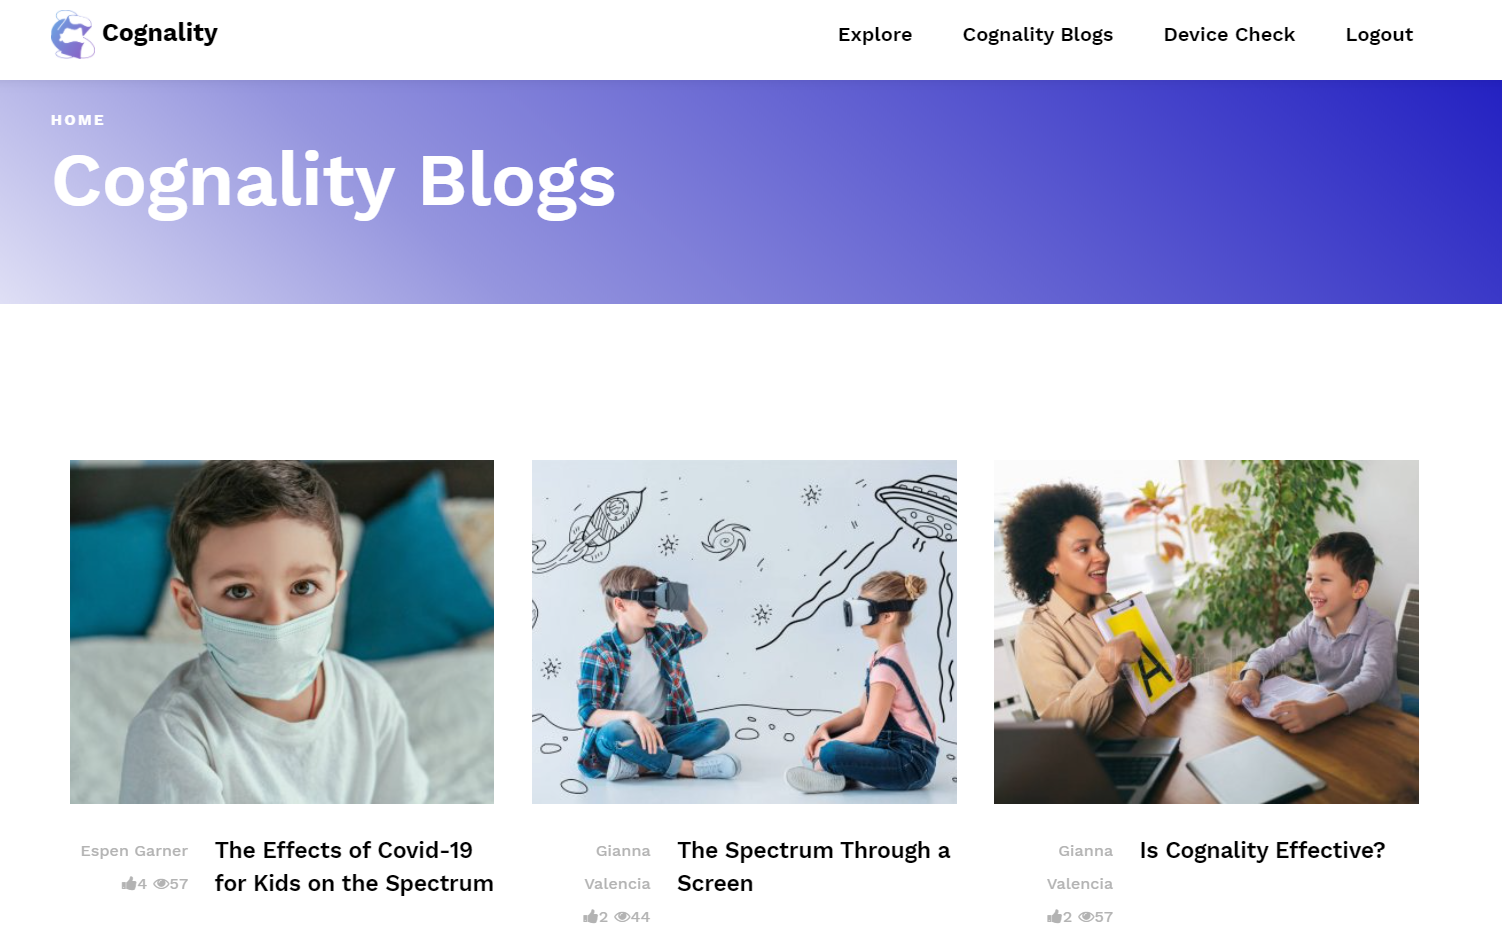 Cognality
Explore
Cognality Blogs
Device Check
Logout
HOME
Cognality Blogs
A
Espen Garner
4 57
The Effects of Covid-19
for Kids on the Spectrum
Gianna
Valencia
2 44
The Spectrum Through a
Screen
Gianna
Valencia
2 57
Is Cognality Effective?